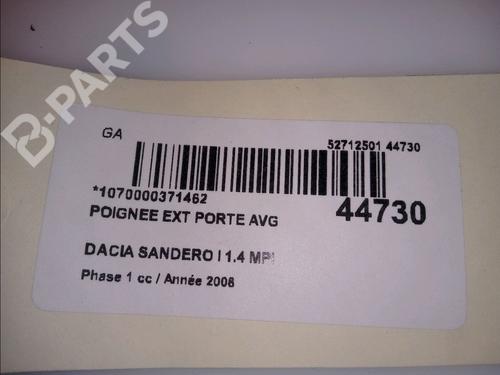 B-PARTS
GA
52712501 44730
*1070000371462
POIGNEE EXT PORTE AVG
44730
DACIA SANDERO I 1.4 MPI
Phase 1 cc / Année 2008